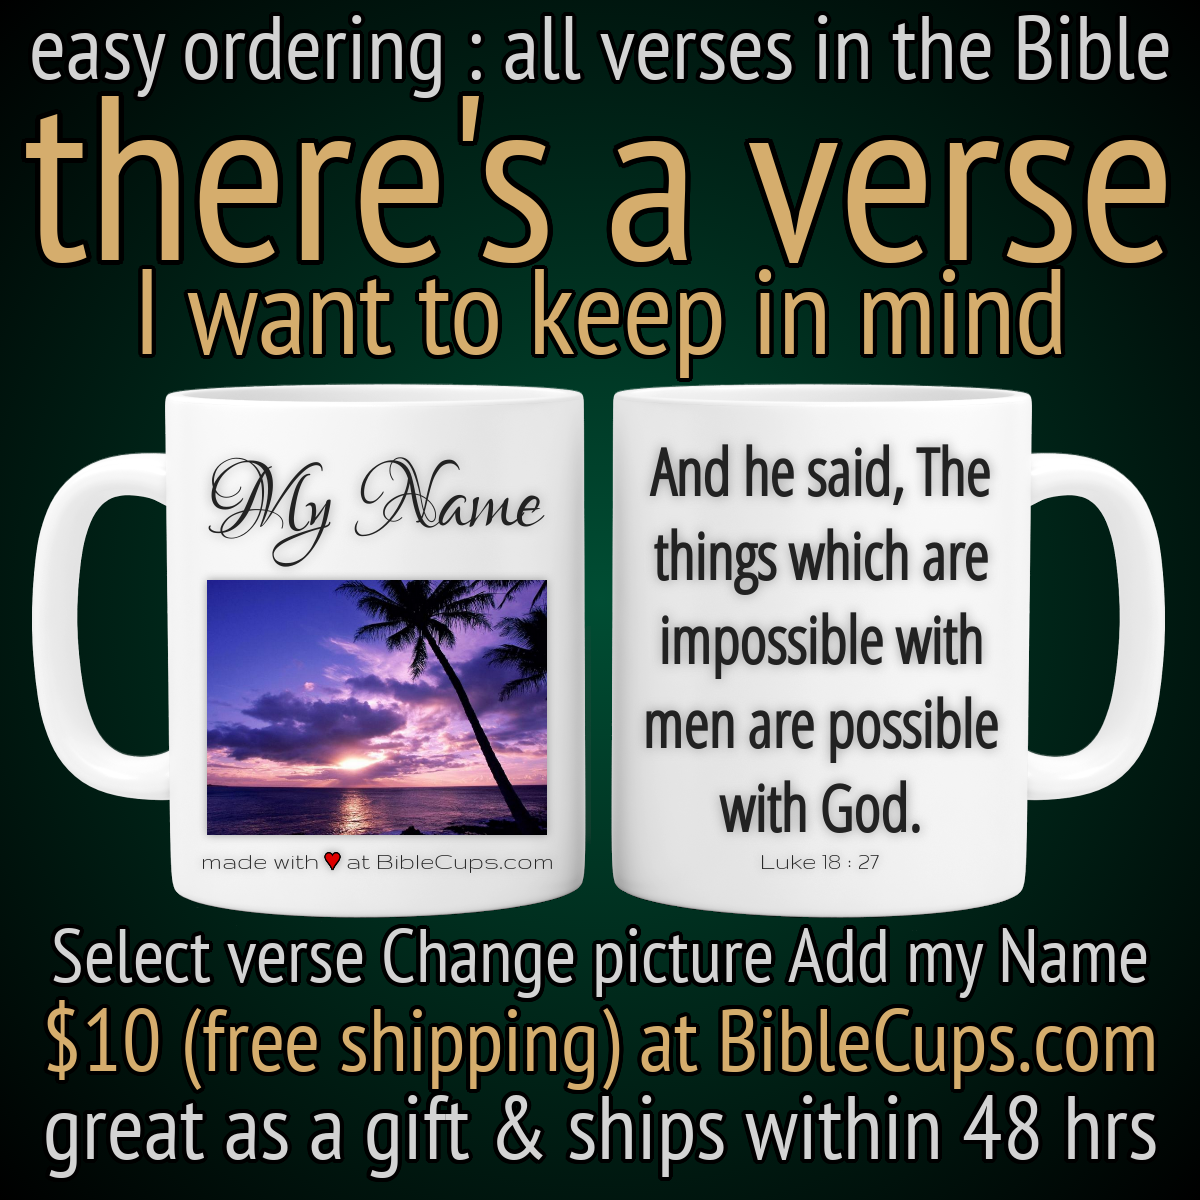 easy ordering : all verses in the Bible
there's a verse
I want to keep in mind
My Name
made with ♥ at BibleCups.com
And he said, The
things which are
impossible with
men are possible
with God.
Luke 18 : 27
Select verse Change picture Add my Name
$10 (free shipping) at BibleCups.com
great as a gift & ships within 48 hrs